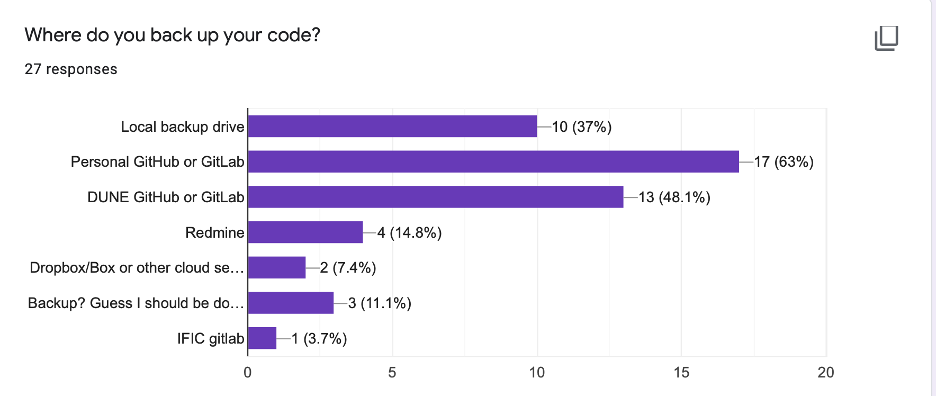 Where do you back up your code?
27 responses
Local backup drive 10 (37%)
Personal GitHub or GitLab 17 (63%)
DUNE GitHub or GitLab 13 (48.1%)
Redmine 4 (14.8%)
Dropbox/Box or other cloud se... 2 (7.4%)
Backup? Guess I should be do... 3 (11.1%)
IFIC gitlab 1 (3.7%)
0 5 10 15 20